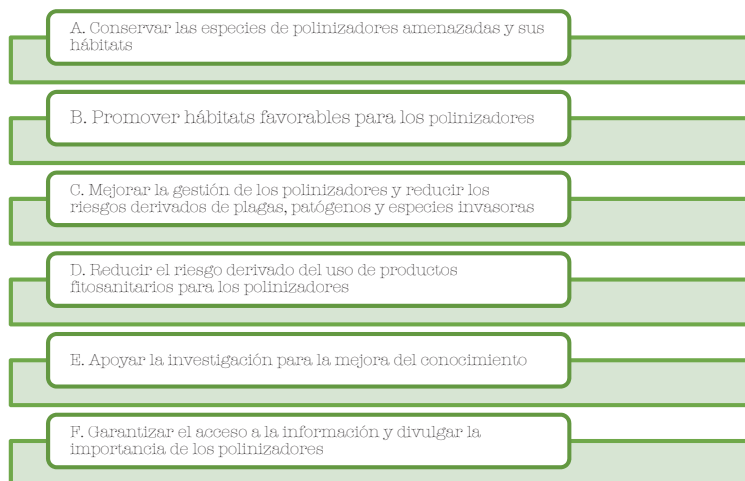 A. Conservar las especies de polinizadores amenazadas y sus
hábitats
B. Promover hábitats favorables para los polinizadores
C. Mejorar la gestión de los polinizadores y reducir los
riesgos derivados de plagas, patógenos y especies invasoras
D. Reducir el riesgo derivado del uso de productos
fitosanitarios para los polinizadores
E. Apoyar la investigación para la mejora del conocimiento
F. Garantizar el acceso a la información y divulgar la
importancia de los polinizadores